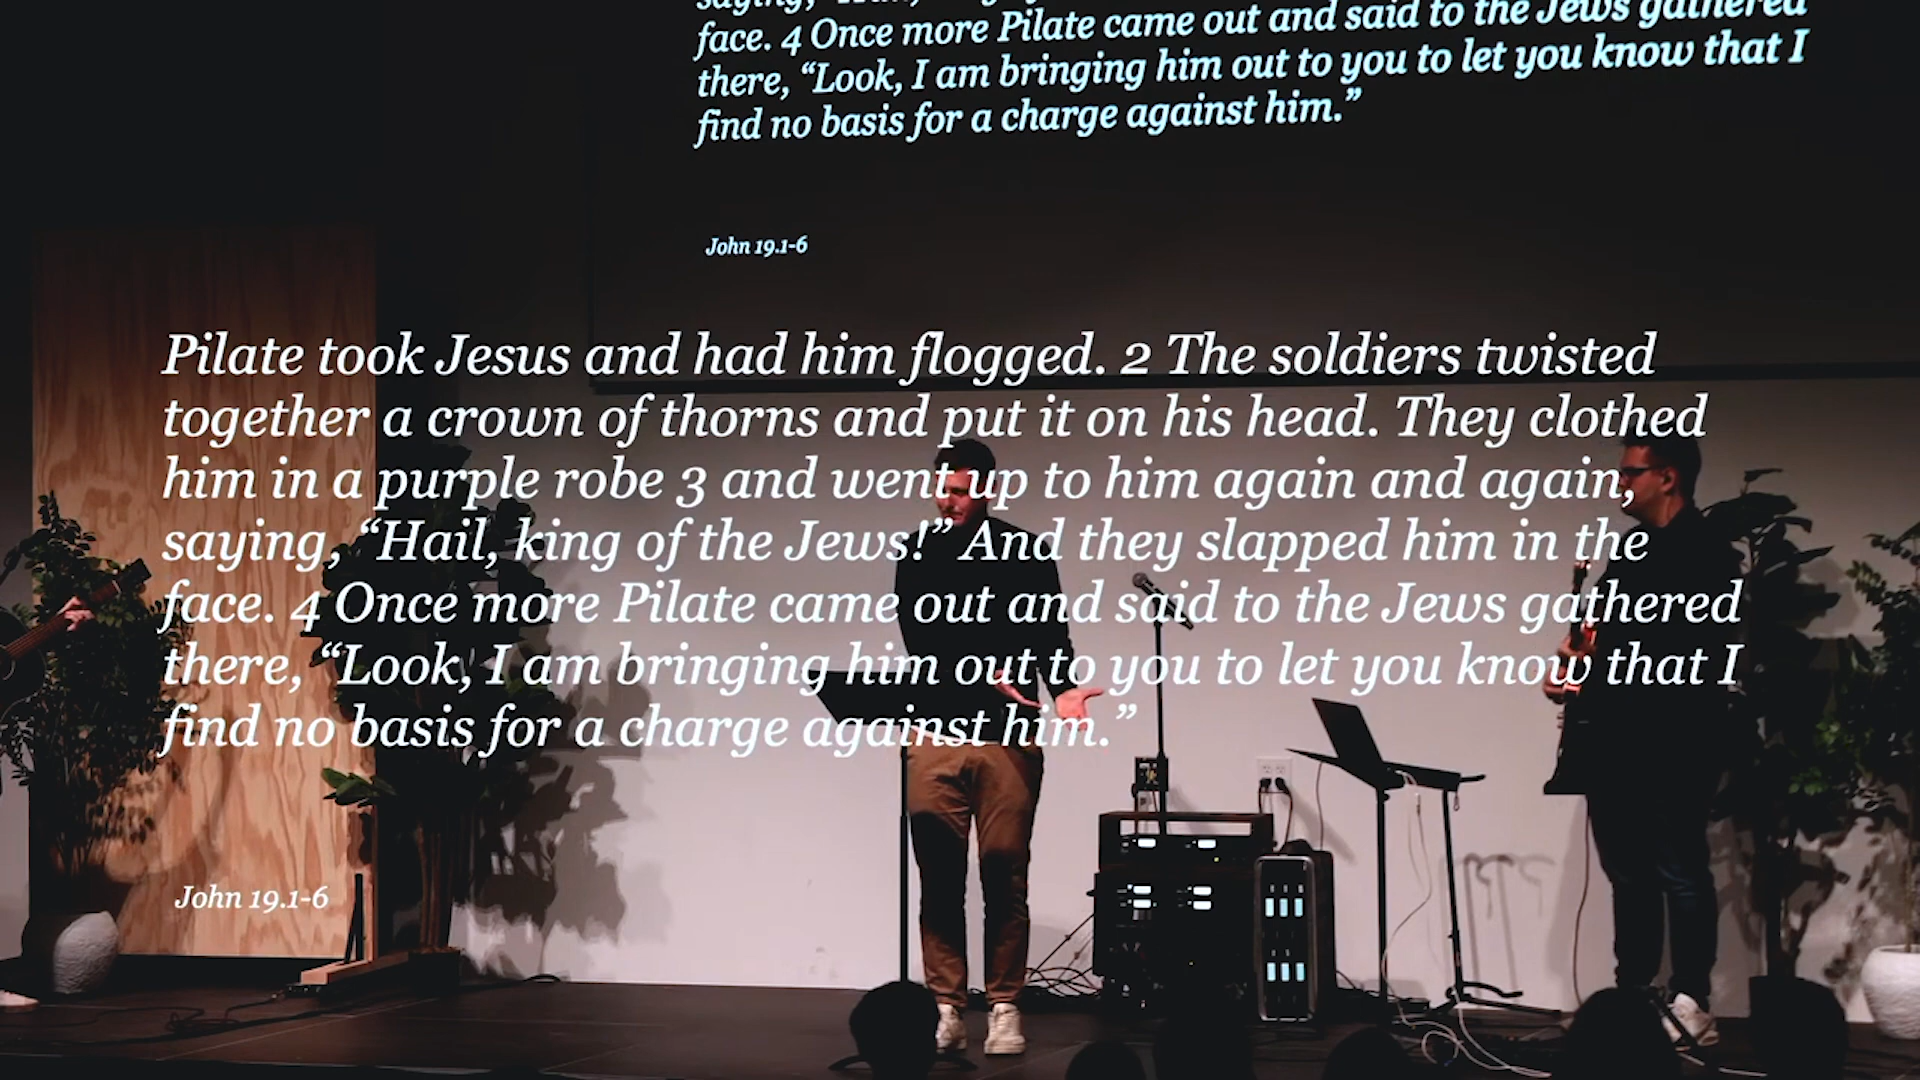 face. 4 Once more Pilate came out and said to the Jews gathered
there, “Look, I am bringing him out to you to let you know that I
find no basis for a charge against him.”
John 19.1-6
Pilate took Jesus and had him flogged. 2 The soldiers twisted
together a crown of thorns and put it on his head. They clothed
him in a purple robe 3 and went up to him again and again,
saying, “Hail, king of the Jews!” And they slapped him in the
face. 4 Once more Pilate came out and said to the Jews gathered
there, “Look, I am bringing him out to you to let you know that I
find no basis for a charge against him.”
John 19.1-6